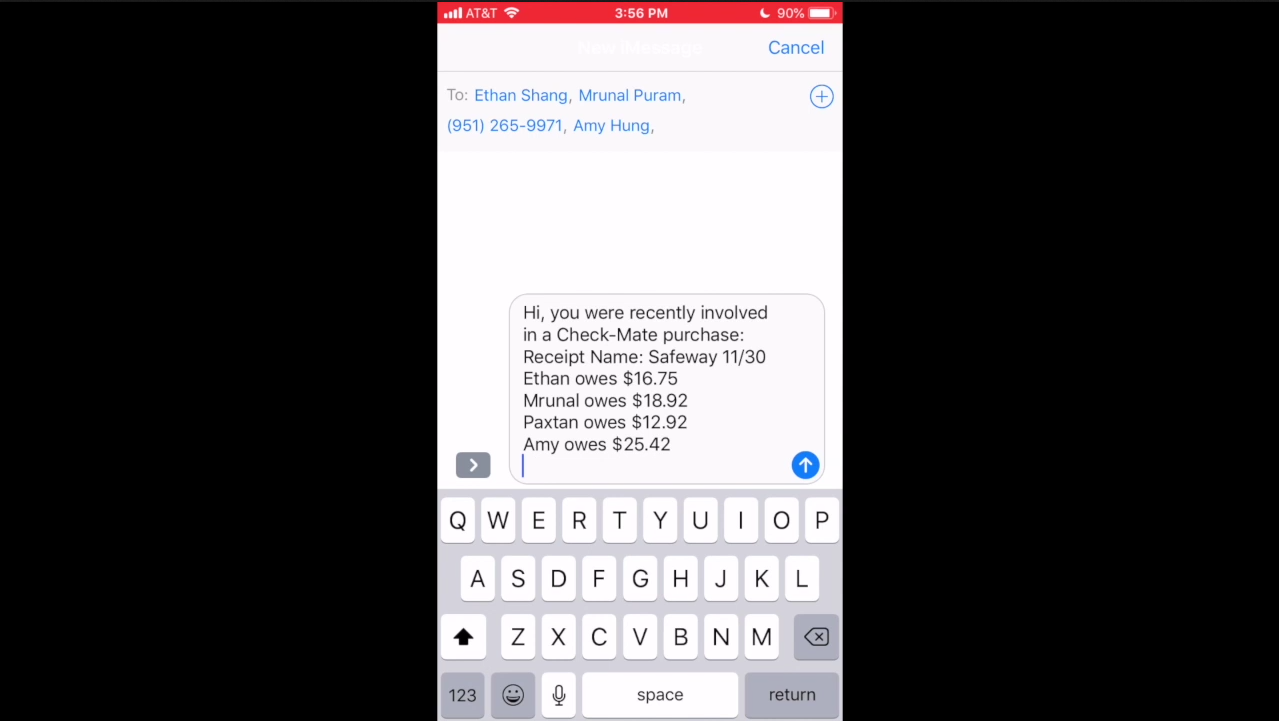 AT&T 3:56 PM 90%
New iMessage Cancel
To: Ethan Shang, Mrunal Puram,
(951) 265-9971, Amy Hung,
Hi, you were recently involved
in a Check-Mate purchase:
Receipt Name: Safeway 11/30
Ethan owes $16.75
Mrunal owes $18.92
Paxtan owes $12.92
Amy owes $25.42
Q W E R T Y U I O P
A S D F G H J K L
Z X C V B N M
123 space return